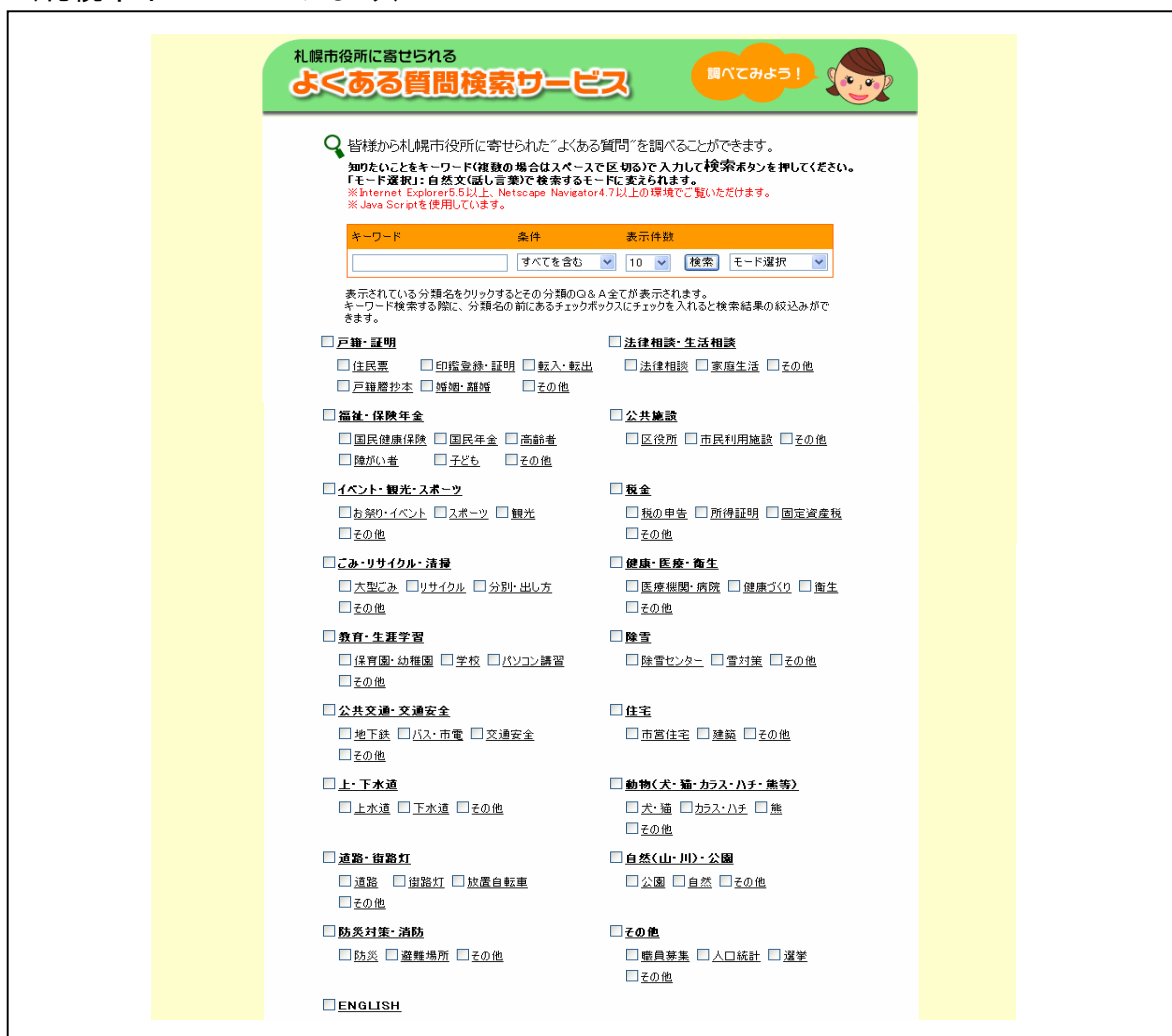 札幌市役所に寄せられる
よくある質問検索サービス
調べてみよう！
皆様から札幌市役所に寄せられた“よくある質問”を調べることができます。
知りたいことをキーワード(複数の場合はスペースで区切る)で入力して検索ボタンを押してください。
「モード選択」：自然文(話し言葉)で検索するモードに変えられます。
※Internet Explorer5.5以上、Netscape Navigator4.7以上の環境でご覧いただけます。
※Java Scriptを使用しています。
キーワード 条件 表示件数
すべてを含む 10 検索 モード選択
表示されている分類名をクリックするとその分類のQ&A全てが表示されます。
キーワード検索する際に、分類名の前にあるチェックボックスにチェックを入れると検索結果の絞込みがで
きます。
戸籍・証明
住民票 印鑑登録・証明 転入・転出
戸籍謄抄本 婚姻・離婚 その他
法律相談・生活相談
法律相談 家庭生活 その他
福祉・保険年金
国民健康保険 国民年金 高齢者
障がい者 子ども その他
公共施設
区役所 市民利用施設 その他
イベント・観光・スポーツ
お祭り・イベント スポーツ 観光
その他
税金
税の申告 所得証明 固定資産税
その他
ごみ・リサイクル・清掃
大型ごみ リサイクル 分別・出し方
その他
健康・医療・衛生
医療機関・病院 健康づくり 衛生
その他
教育・生涯学習
保育園・幼稚園 学校 パソコン講習
その他
除雪
除雪センター 雪対策 その他
公共交通・交通安全
地下鉄 バス・市電 交通安全
その他
住宅
市営住宅 建築 その他
上・下水道
上水道 下水道 その他
動物(犬・猫・カラス・ハチ・熊等)
犬・猫 カラス・ハチ 熊
その他
道路・街路灯
道路 街路灯 放置自転車
その他
自然(山・川)・公園
公園 自然 その他
防災対策・消防
防災 避難場所 その他
その他
職員募集 人口統計 選挙
その他
ENGLISH